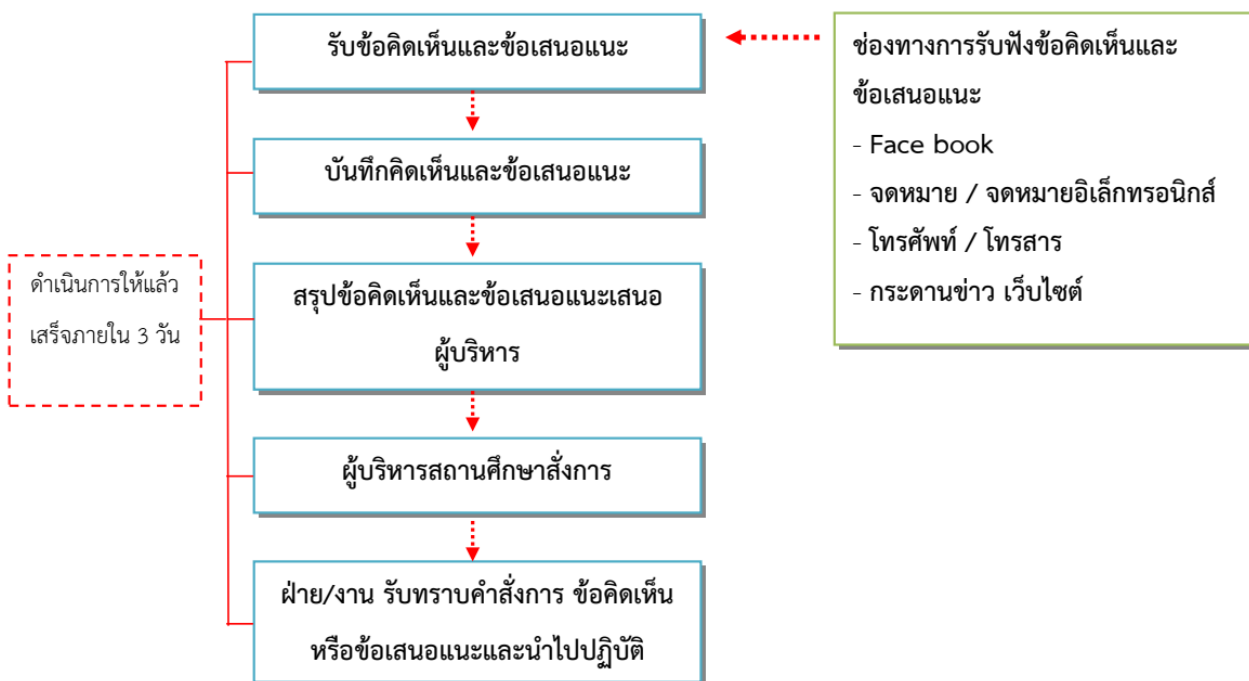 รับข้อคิดเห็นและข้อเสนอแนะ
บันทึกคิดเห็นและข้อเสนอแนะ
สรุปข้อคิดเห็นและข้อเสนอแนะเสนอ
ผู้บริหาร
ผู้บริหารสถานศึกษาสั่งการ
ฝ่าย/งาน รับทราบคำสั่งการ ข้อคิดเห็น
หรือข้อเสนอแนะและนำไปปฏิบัติ
ดำเนินการให้แล้ว
เสร็จภายใน 3 วัน
ช่องทางการรับฟังข้อคิดเห็นและ
ข้อเสนอแนะ
- Face book
- จดหมาย / จดหมายอิเล็กทรอนิกส์
- โทรศัพท์ / โทรสาร
- กระดานข่าว เว็บไซต์